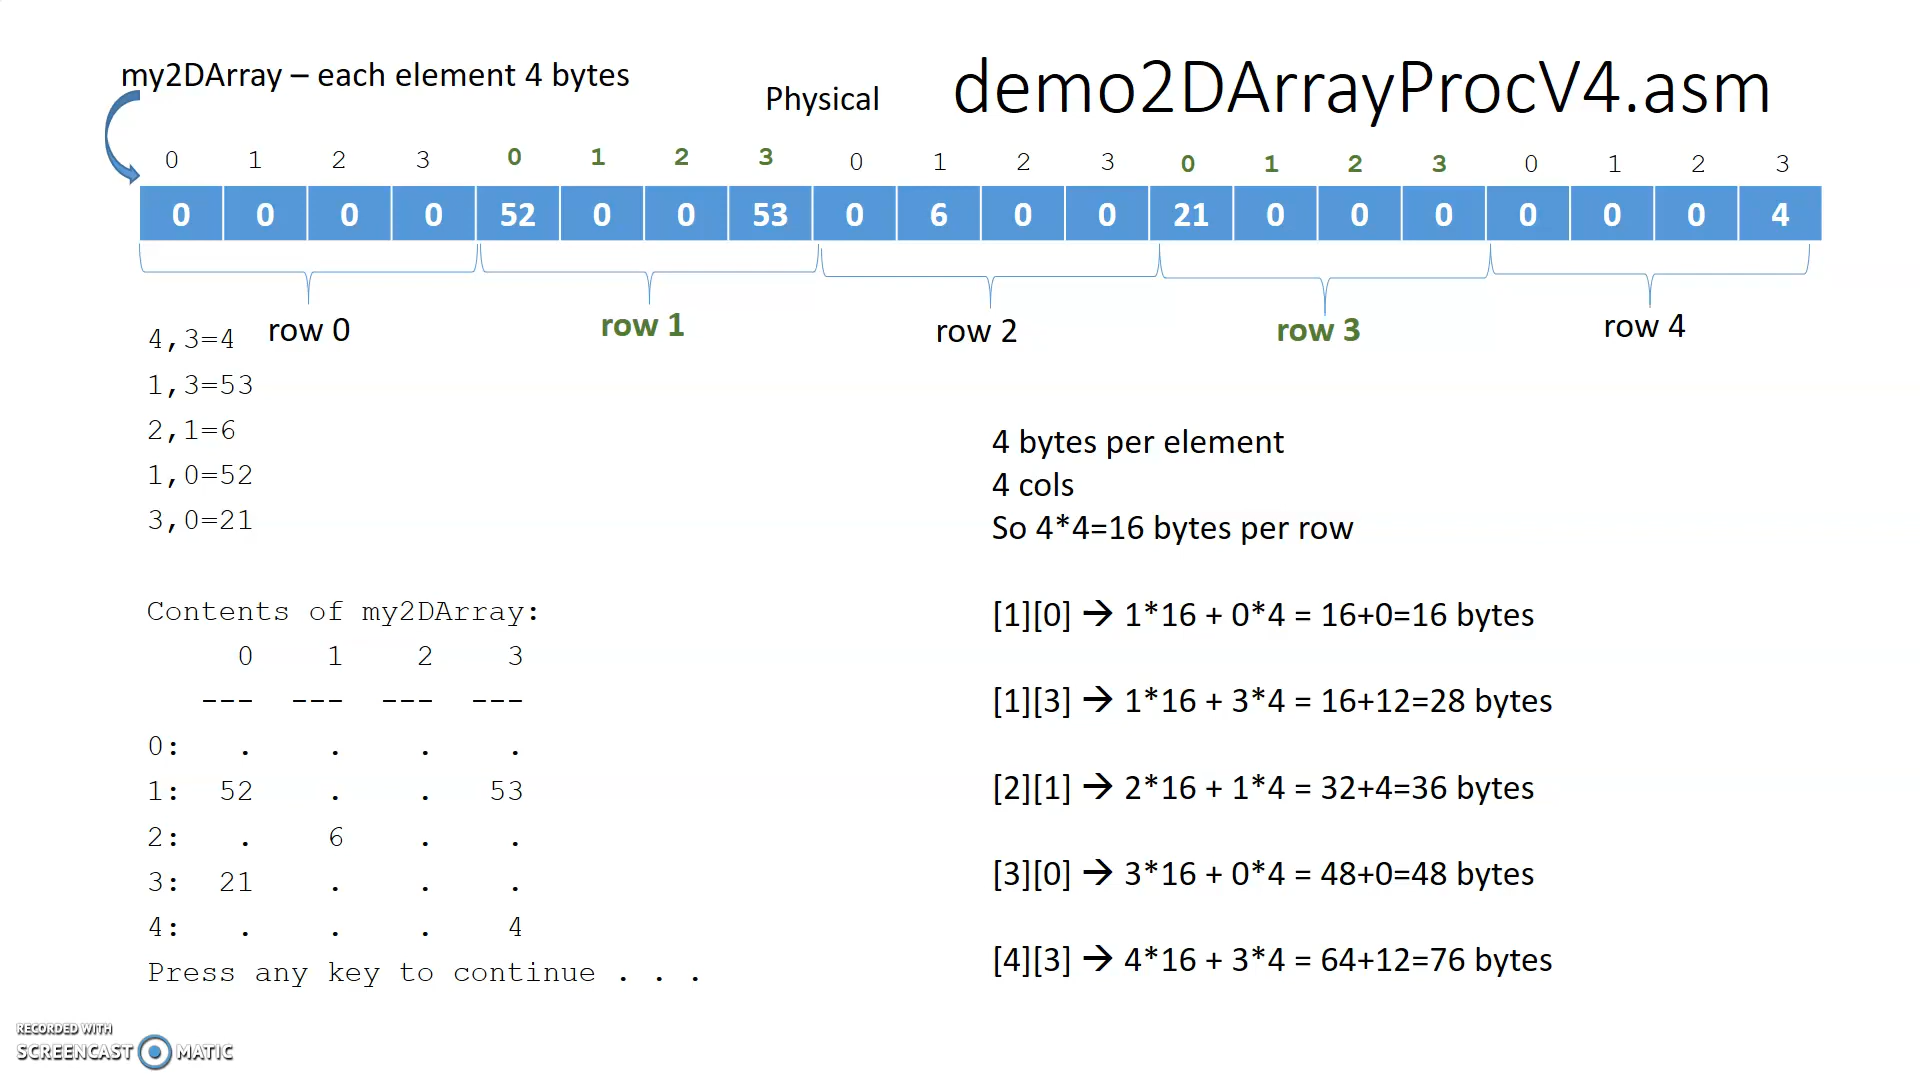 my2DArray – each element 4 bytes
Physical
demo2DArrayProcV4.asm
0 1 2 3 0 1 2 3 0 1 2 3 0 1 2 3 0 1 2 3
0 0 0 0 52 0 0 53 0 6 0 0 21 0 0 0 0 0 0 4
row 0 row 1 row 2 row 3 row 4
4,3=4
1,3=53
2,1=6
1,0=52
3,0=21
Contents of my2DArray:
0 1 2 3
--- --- --- ---
0: . . . .
1: 52 . . 53
2: . 6 . .
3: 21 . . .
4: . . . 4
Press any key to continue . . .
4 bytes per element
4 cols
So 4*4=16 bytes per row
[1][0] → 1*16 + 0*4 = 16+0=16 bytes
[1][3] → 1*16 + 3*4 = 16+12=28 bytes
[2][1] → 2*16 + 1*4 = 32+4=36 bytes
[3][0] → 3*16 + 0*4 = 48+0=48 bytes
[4][3] → 4*16 + 3*4 = 64+12=76 bytes
RECORDED WITH
SCREENCAST MATIC